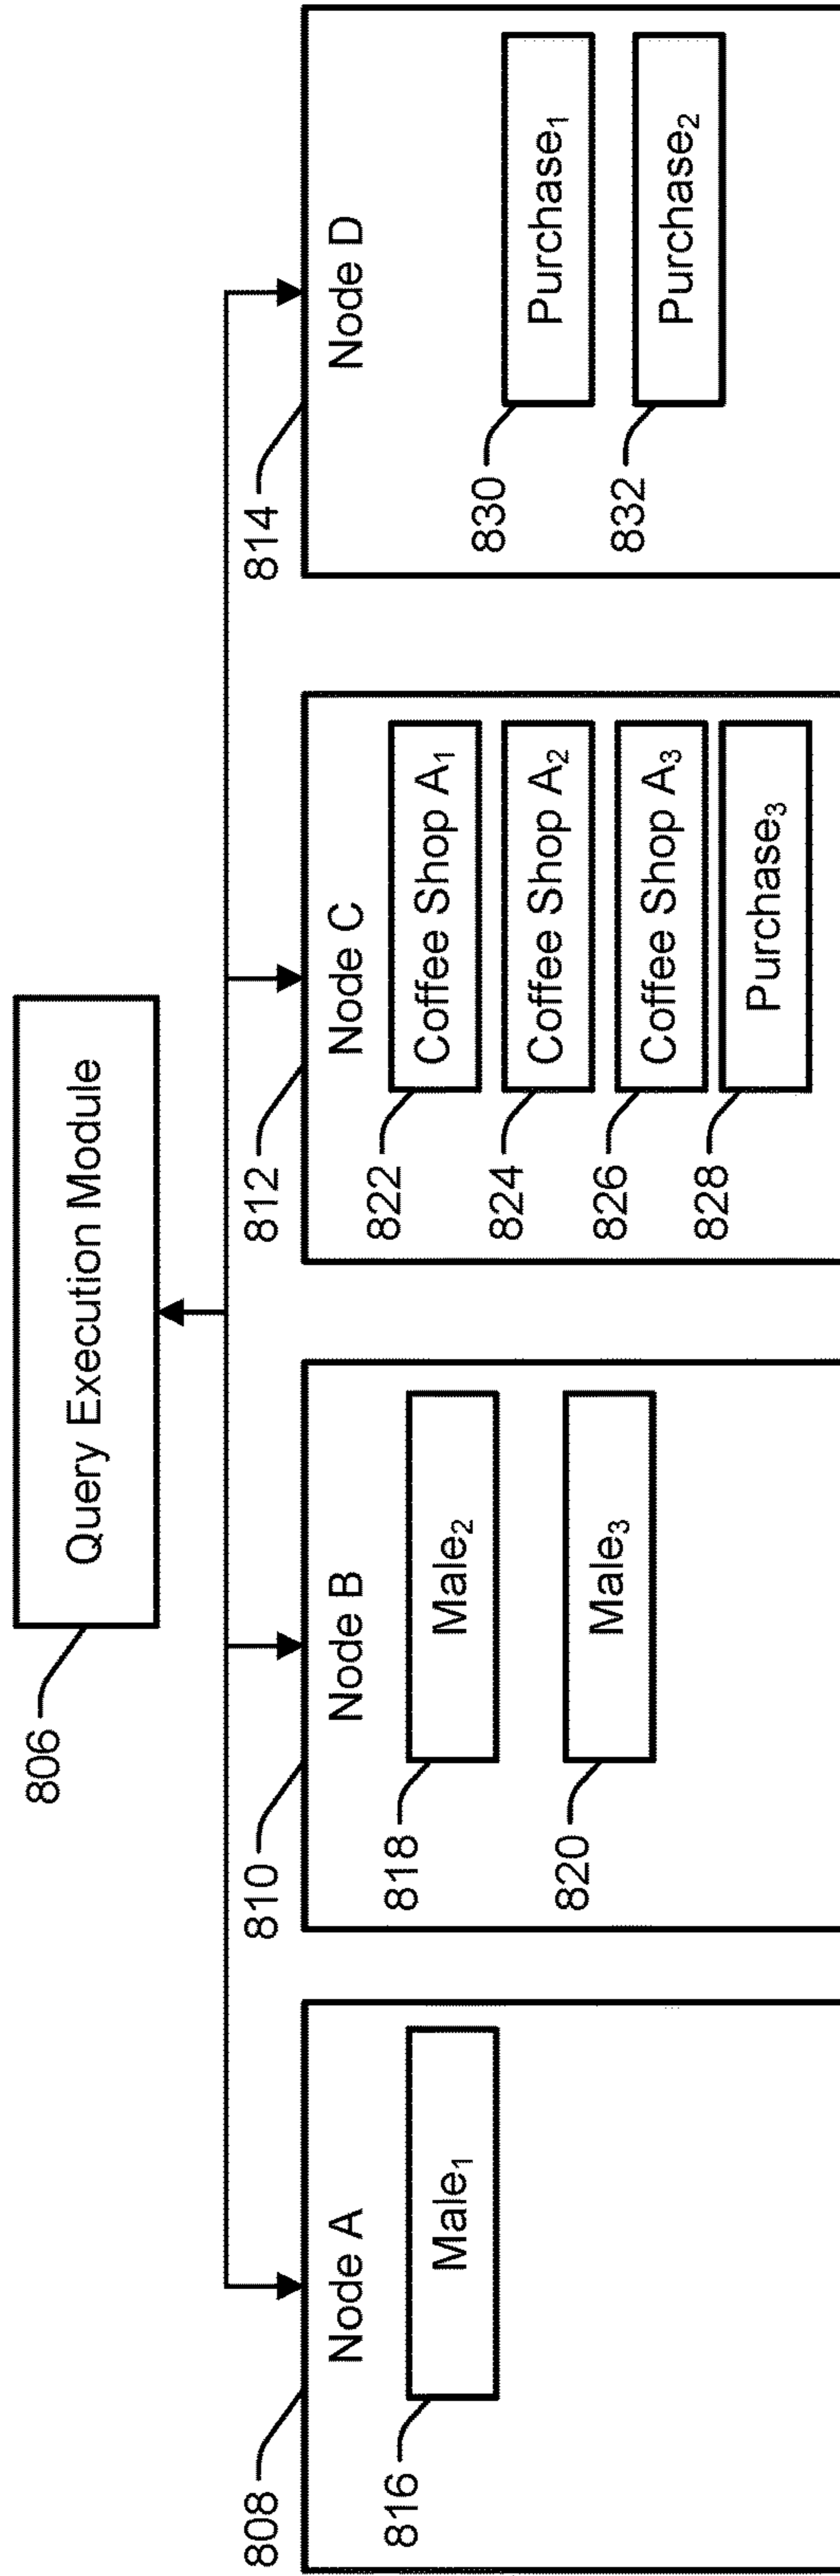 806
Query Execution Module
808
Node A
816
Male₁
810
Node B
818
Male₂
820
Male₃
812
Node C
822
Coffee Shop A₁
824
Coffee Shop A₂
826
Coffee Shop A₃
828
Purchase₃
814
Node D
830
Purchase₁
832
Purchase₂